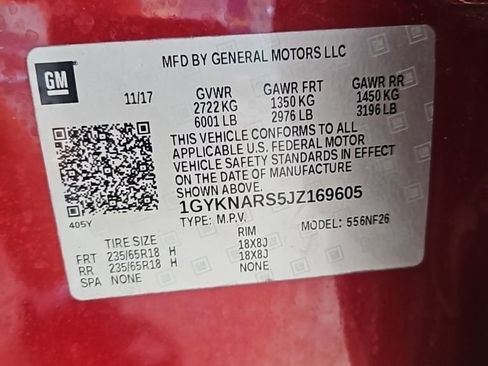 MFD BY GENERAL MOTORS LLC
GM
11/17 GVWR GAWR FRT GAWR RR
2722 KG 1350 KG 1450 KG
6001 LB 2976 LB 3196 LB
THIS VEHICLE CONFORMS TO ALL
APPLICABLE U.S. FEDERAL MOTOR
VEHICLE SAFETY STANDARDS IN EFFECT
ON THE DATE OF MANUFACTURE
SHOWN ABOVE.
405Y
1GYKNARS5JZ169605
TYPE: M.P.V. MODEL: 556NF26
TIRE SIZE RIM
FRT 235/65R18 H 18X8J
RR 235/65R18 H 18X8J
SPA NONE NONE